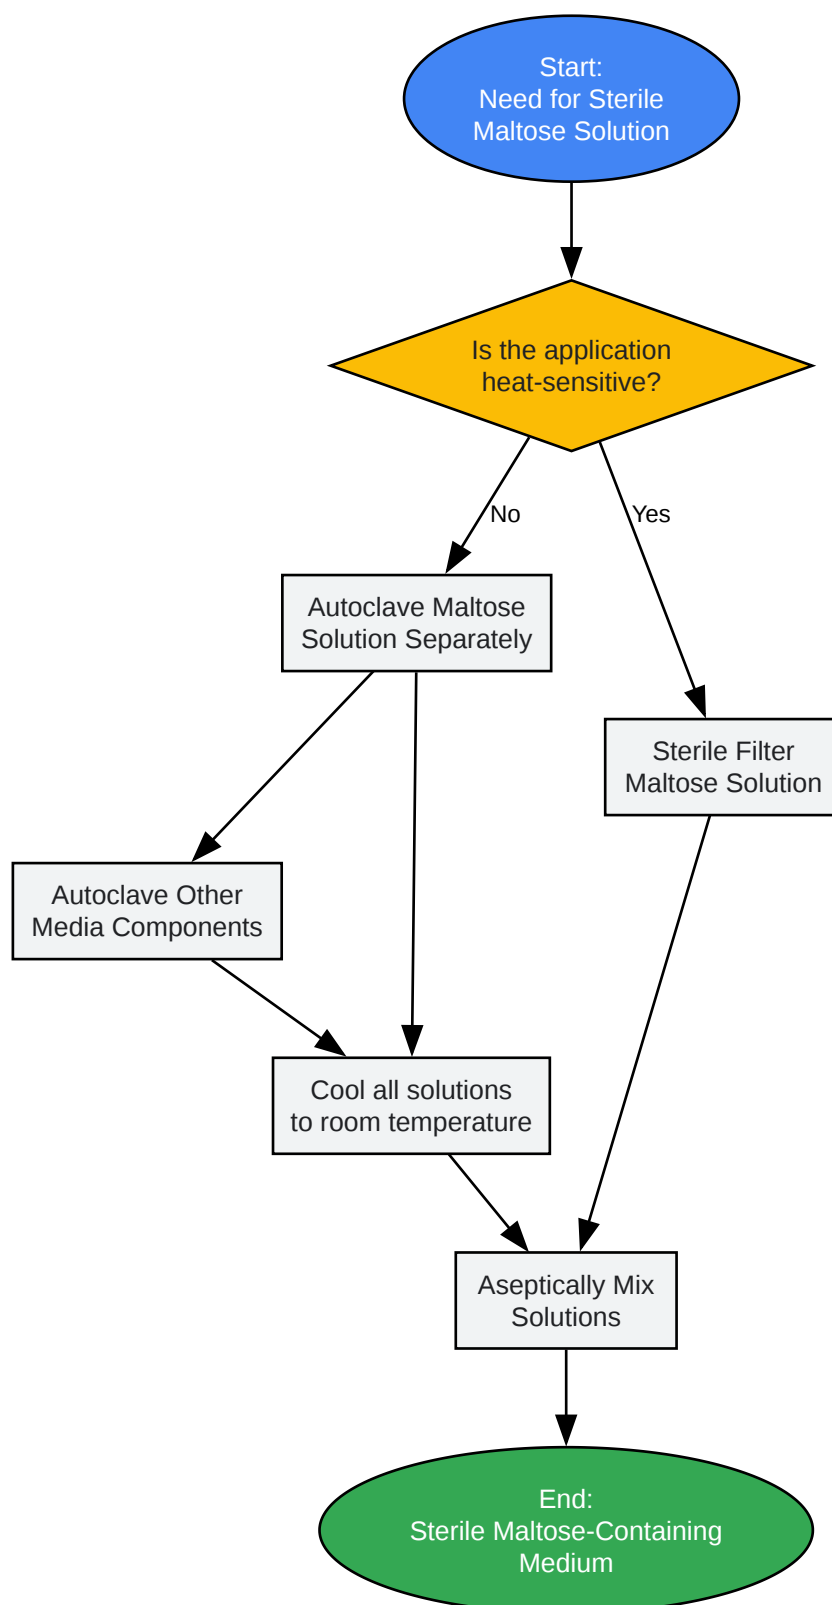 Start:
Need for Sterile
Maltose Solution
Is the application
heat-sensitive?
No
Yes
Autoclave Maltose
Solution Separately
Sterile Filter
Maltose Solution
Autoclave Other
Media Components
Cool all solutions
to room temperature
Aseptically Mix
Solutions
End:
Sterile Maltose-Containing
Medium